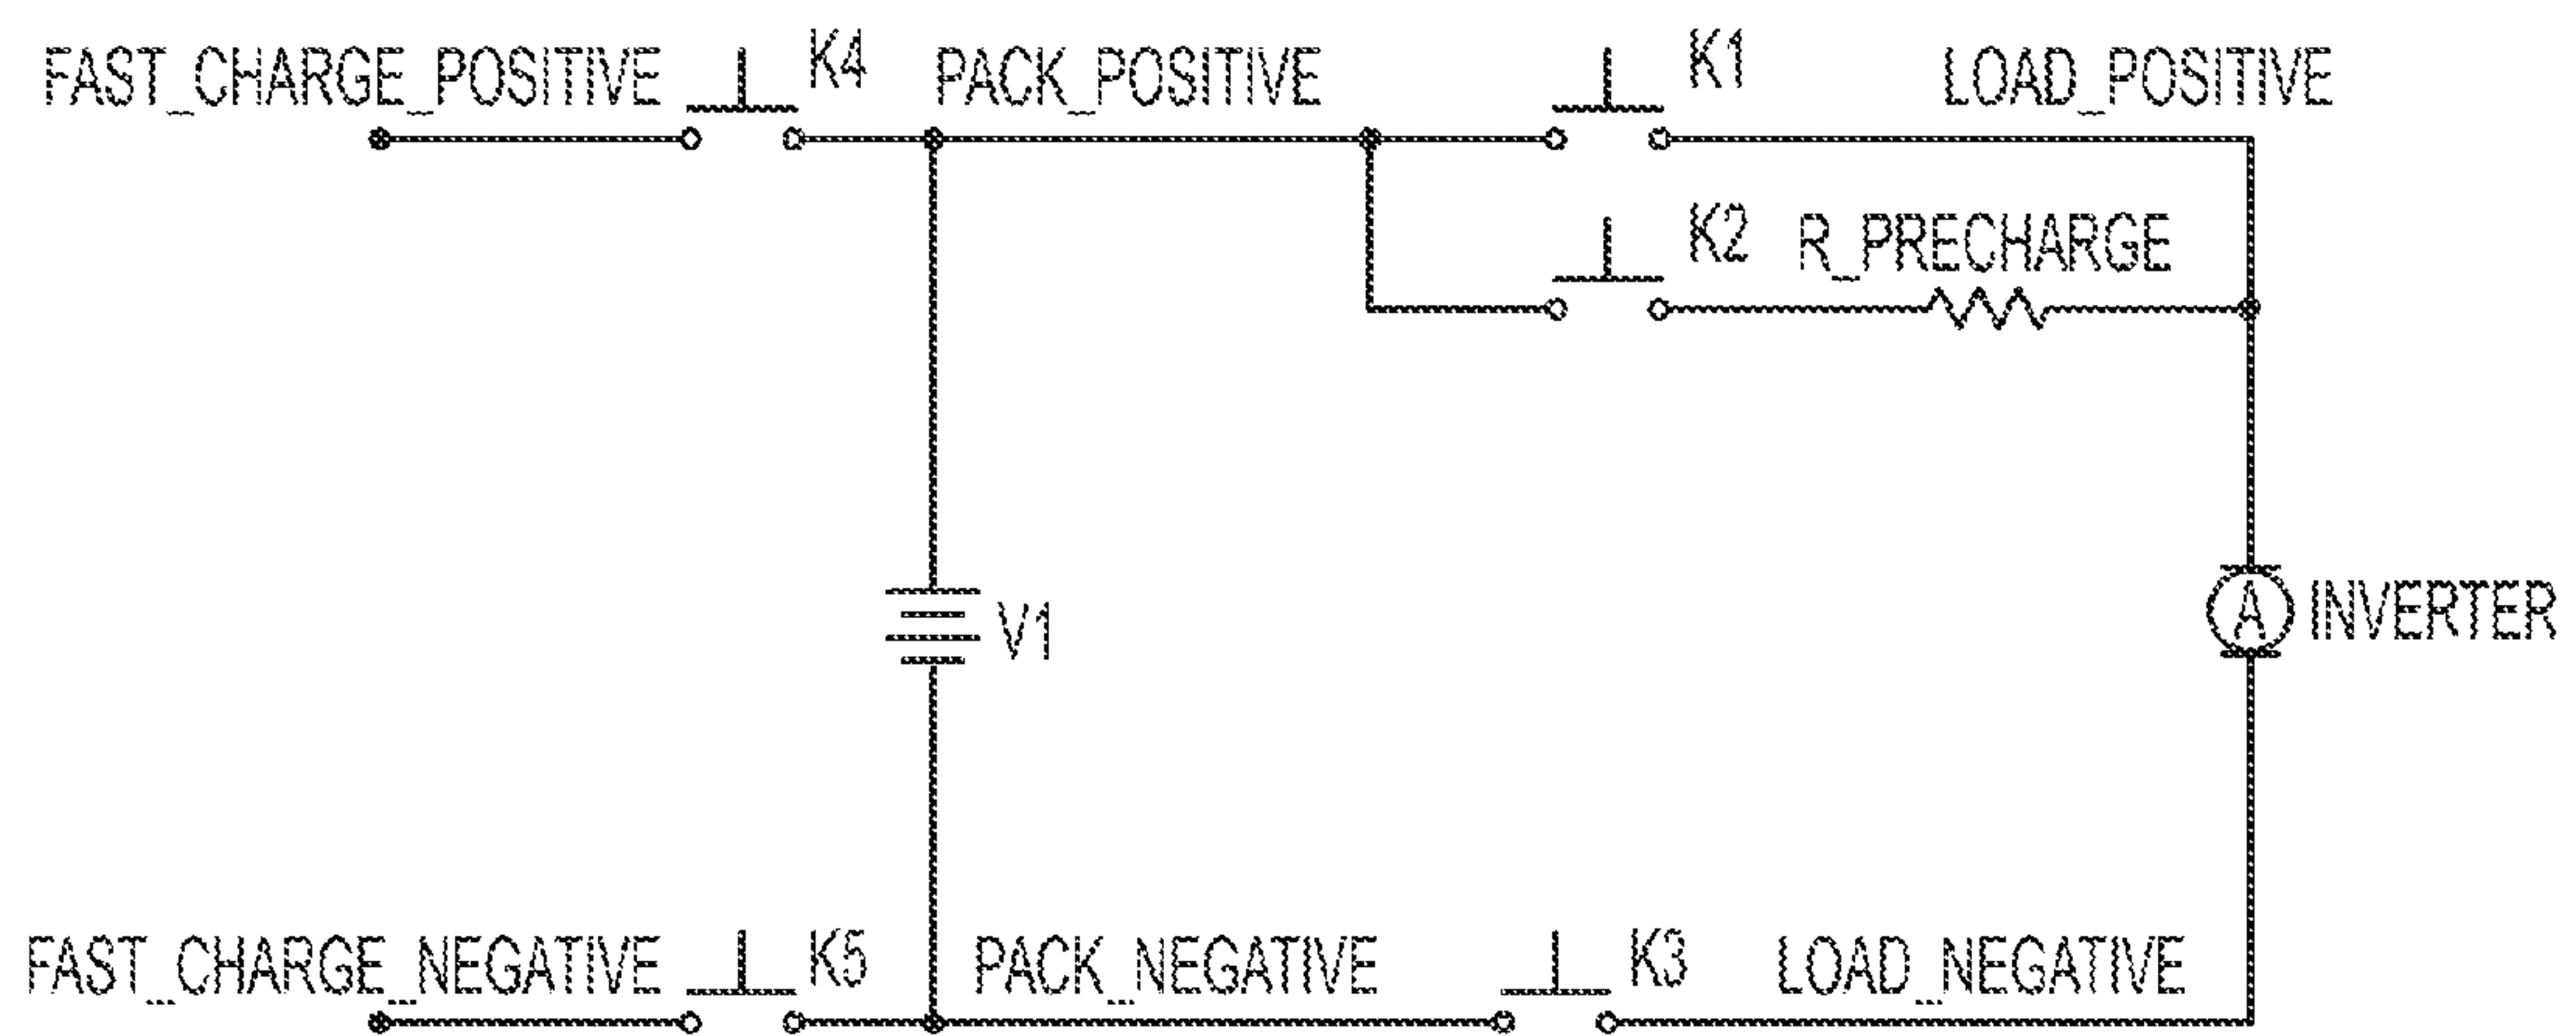 FAST_CHARGE_POSITIVE K4 PACK_POSITIVE K1 LOAD_POSITIVE
K2 R_PRECHARGE
V1 A INVERTER
FAST_CHARGE_NEGATIVE K5 PACK_NEGATIVE K3 LOAD_NEGATIVE